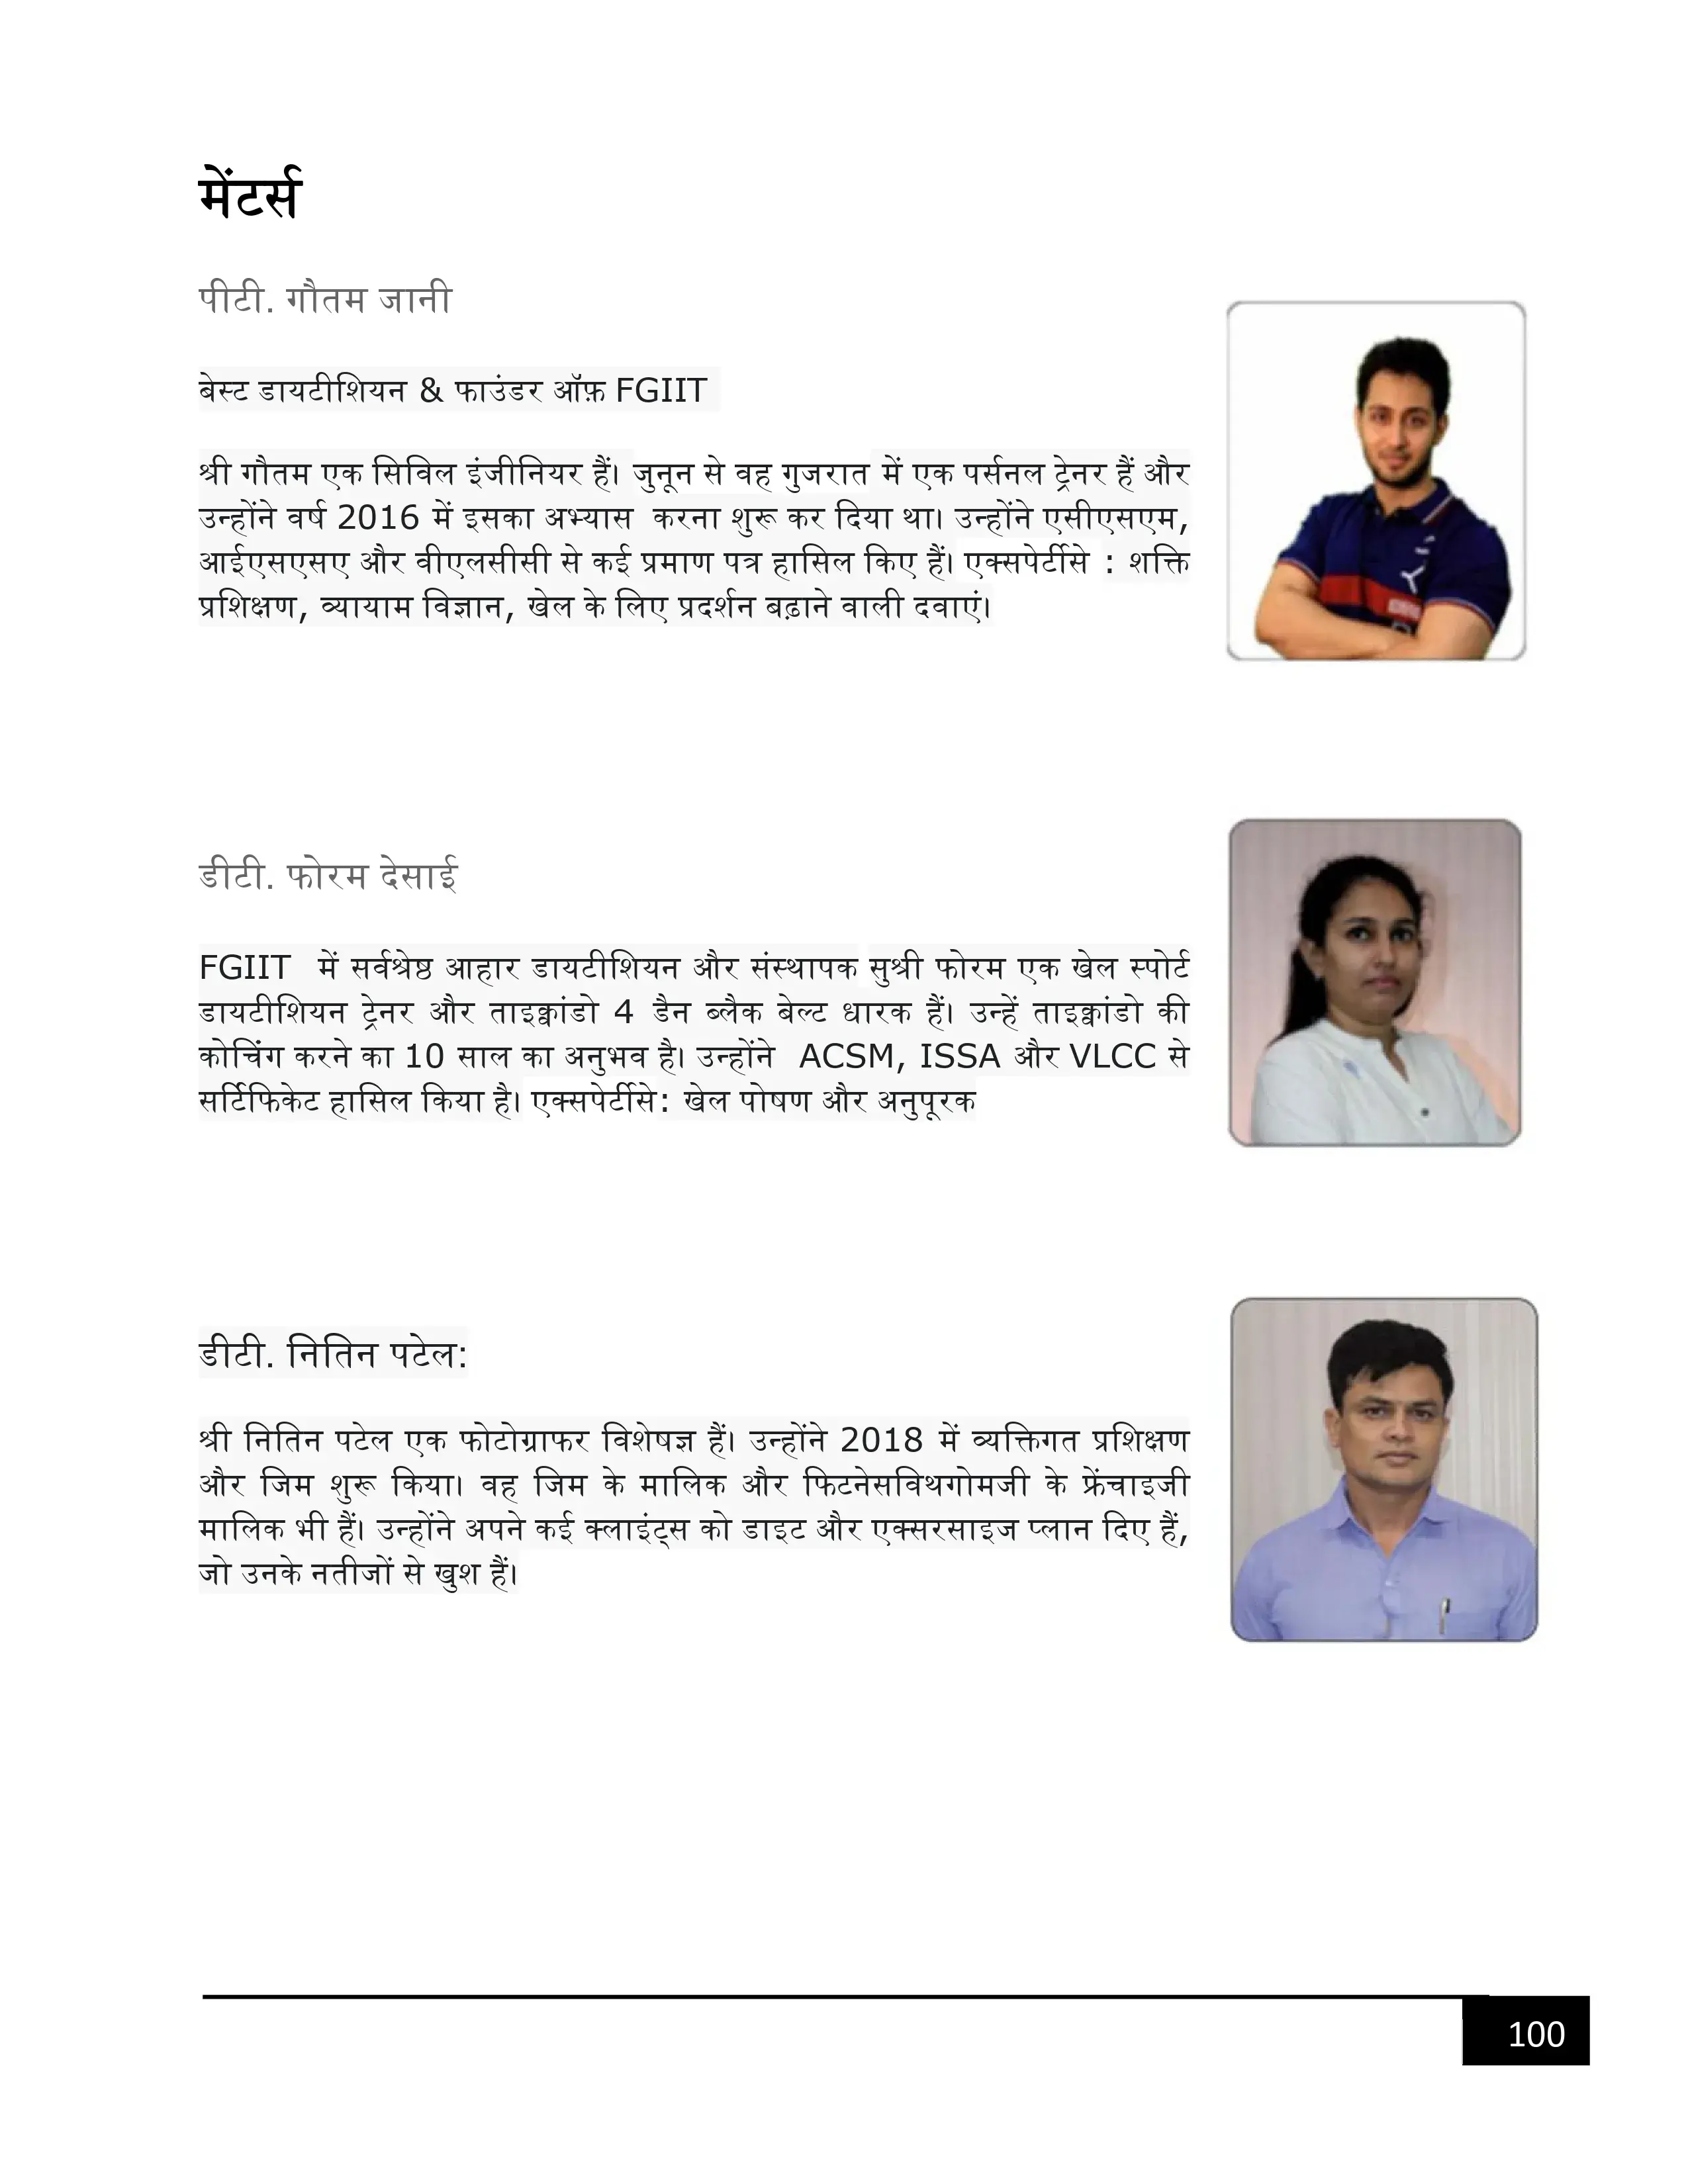 मेंटर्स
पीटी. गौतम जानी
बेस्ट डायटीशियन & फाउंडर ऑफ़ FGIIT
श्री गौतम एक सिविल इंजीनियर हैं। जुनून से वह गुजरात में एक पर्सनल ट्रेनर हैं और
उन्होंने वर्ष 2016 में इसका अभ्यास करना शुरू कर दिया था। उन्होंने एसीएसएम,
आईएसएसए और वीएलसीसी से कई प्रमाण पत्र हासिल किए हैं। एक्सपेर्टीसे : शक्ति
प्रशिक्षण, व्यायाम विज्ञान, खेल के लिए प्रदर्शन बढ़ाने वाली दवाएं।
डीटी. फोरम देसाई
FGIIT में सर्वश्रेष्ठ आहार डायटीशियन और संस्थापक सुश्री फोरम एक खेल स्पोर्ट
डायटीशियन ट्रेनर और ताइक्वांडो 4 डैन ब्लैक बेल्ट धारक हैं। उन्हें ताइक्वांडो की
कोचिंग करने का 10 साल का अनुभव है। उन्होंने ACSM, ISSA और VLCC से
सर्टिफिकेट हासिल किया है। एक्सपेर्टीसे: खेल पोषण और अनुपूरक
डीटी. नितिन पटेल:
श्री नितिन पटेल एक फोटोग्राफर विशेषज्ञ हैं। उन्होंने 2018 में व्यक्तिगत प्रशिक्षण
और जिम शुरू किया। वह जिम के मालिक और फिटनेसविथगोमजी के फ्रेंचाइजी
मालिक भी हैं। उन्होंने अपने कई क्लाइंट्स को डाइट और एक्सरसाइज प्लान दिए हैं,
जो उनके नतीजों से खुश हैं।
100